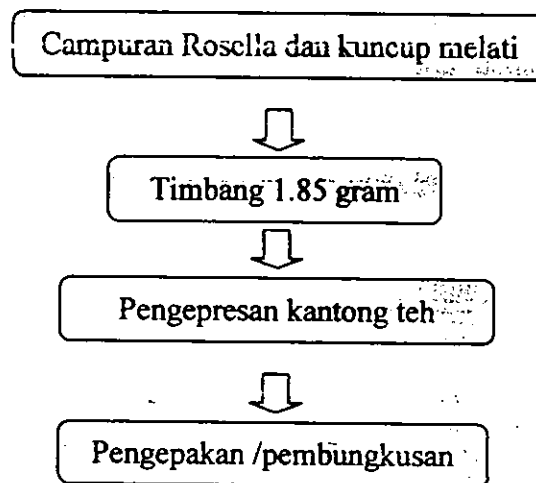 Campuran Rosella dan kuncup melati
Timbang 1.85 gram
Pengepresan kantong teh
Pengepakan /pembungkusan